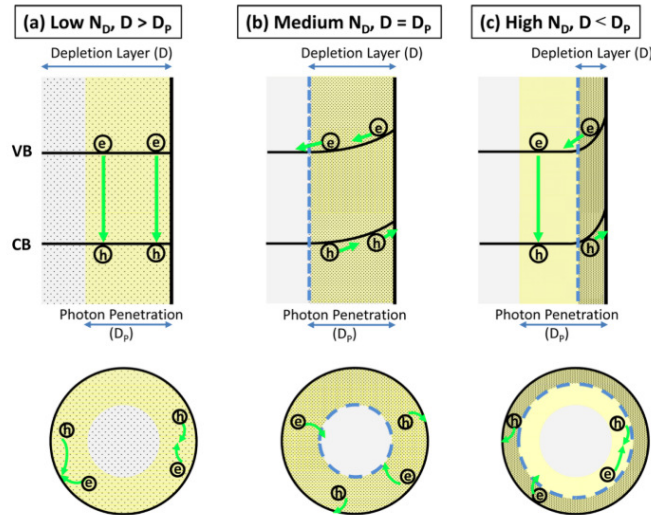 (a) Low N_D, D > D_P
Depletion Layer (D)
VB
CB
e
e
h
h
Photon Penetration
(D_P)
h
e
h
e
(b) Medium N_D, D = D_P
Depletion Layer (D)
e
e
h
h
Photon Penetration
(D_P)
e
h
e
h
(c) High N_D, D < D_P
Depletion Layer (D)
e
e
h
h
Photon Penetration
(D_P)
h
h
e
e